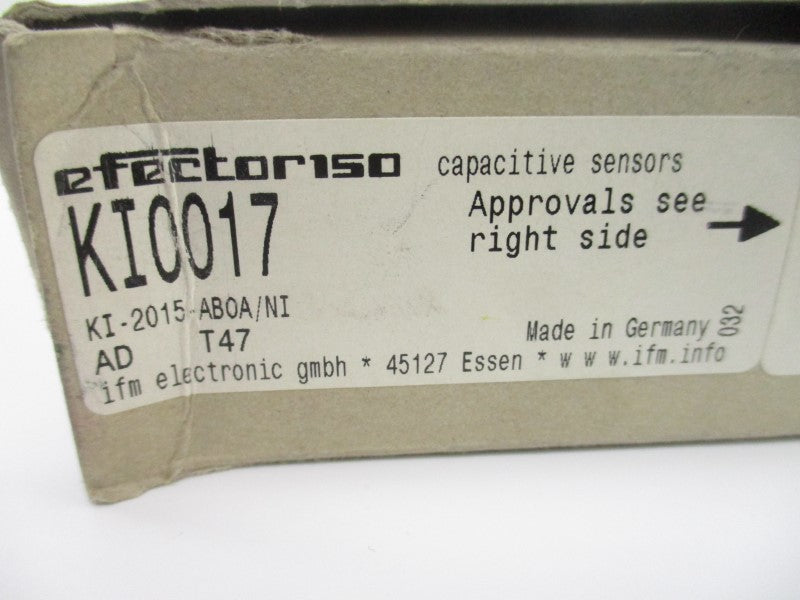 efector150 capacitive sensors
KI0017
Approvals see
right side
KI-2015-ABOA/NI
AD T47
Made in Germany 032
ifm electronic gmbh * 45127 Essen * w w w.ifm.info